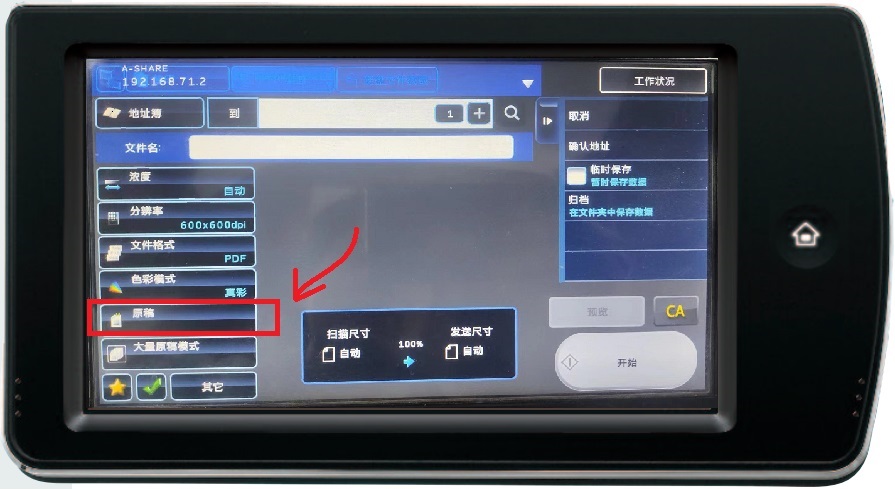 A-SHARE
192.168.71.2
工作状况
地址簿
到
1
取消
文件名:
确认地址
临时保存
暂时保存数据
归档
在文件夹中保存数据
浓度
自动
分辨率
600x600dpi
文件格式
PDF
色彩模式
真彩
原稿
大量原稿模式
其它
扫描尺寸
自动
100%
发送尺寸
自动
预览
CA
开始